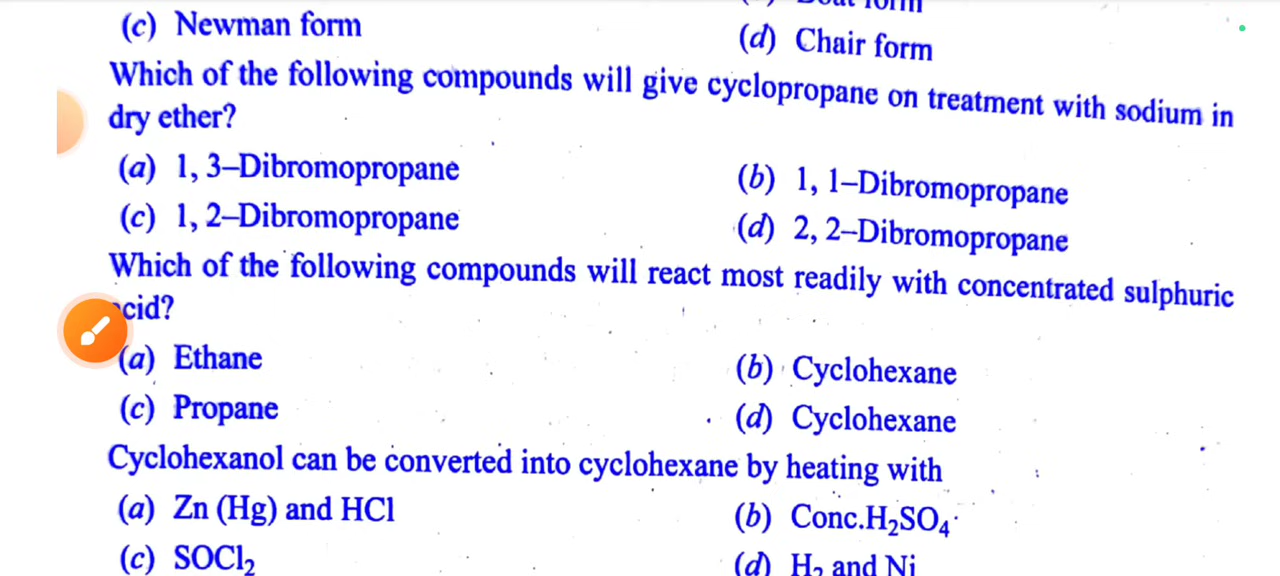 (c) Newman form
(d) Chair form
Which of the following compounds will give cyclopropane on treatment with sodium in
dry ether?
(a) 1, 3–Dibromopropane
(b) 1, 1–Dibromopropane
(c) 1, 2–Dibromopropane
(d) 2, 2–Dibromopropane
Which of the following compounds will react most readily with concentrated sulphuric
cid?
(a) Ethane
(b) Cyclohexane
(c) Propane
(d) Cyclohexane
Cyclohexanol can be converted into cyclohexane by heating with
(a) Zn (Hg) and HCl
(b) Conc.H₂SO₄
(c) SOCl₂
(d) H₂ and Ni